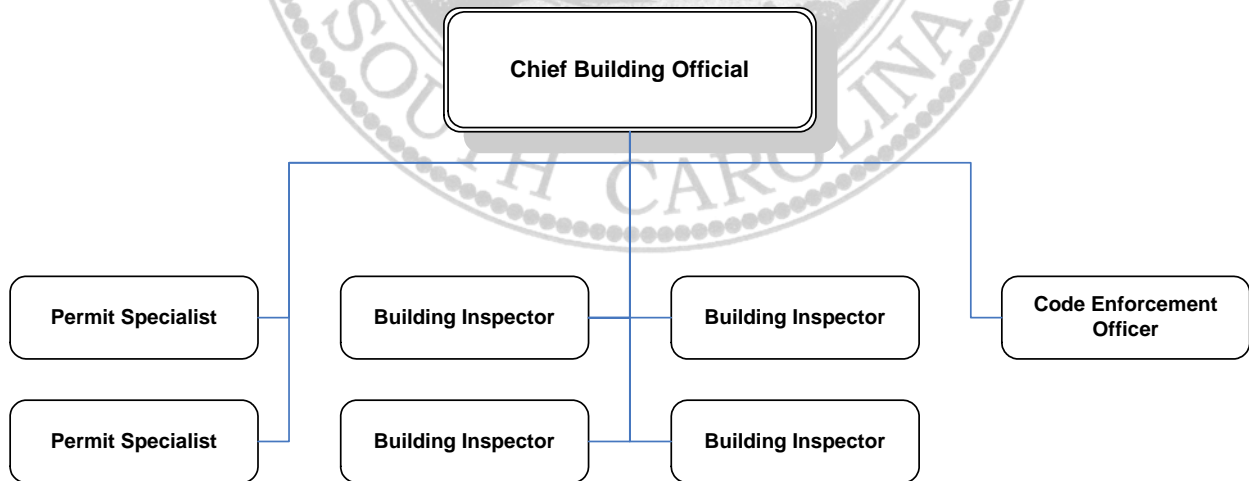 Chief Building Official
SOUTH CAROLINA
Permit Specialist
Building Inspector
Building Inspector
Code Enforcement
Officer
Permit Specialist
Building Inspector
Building Inspector